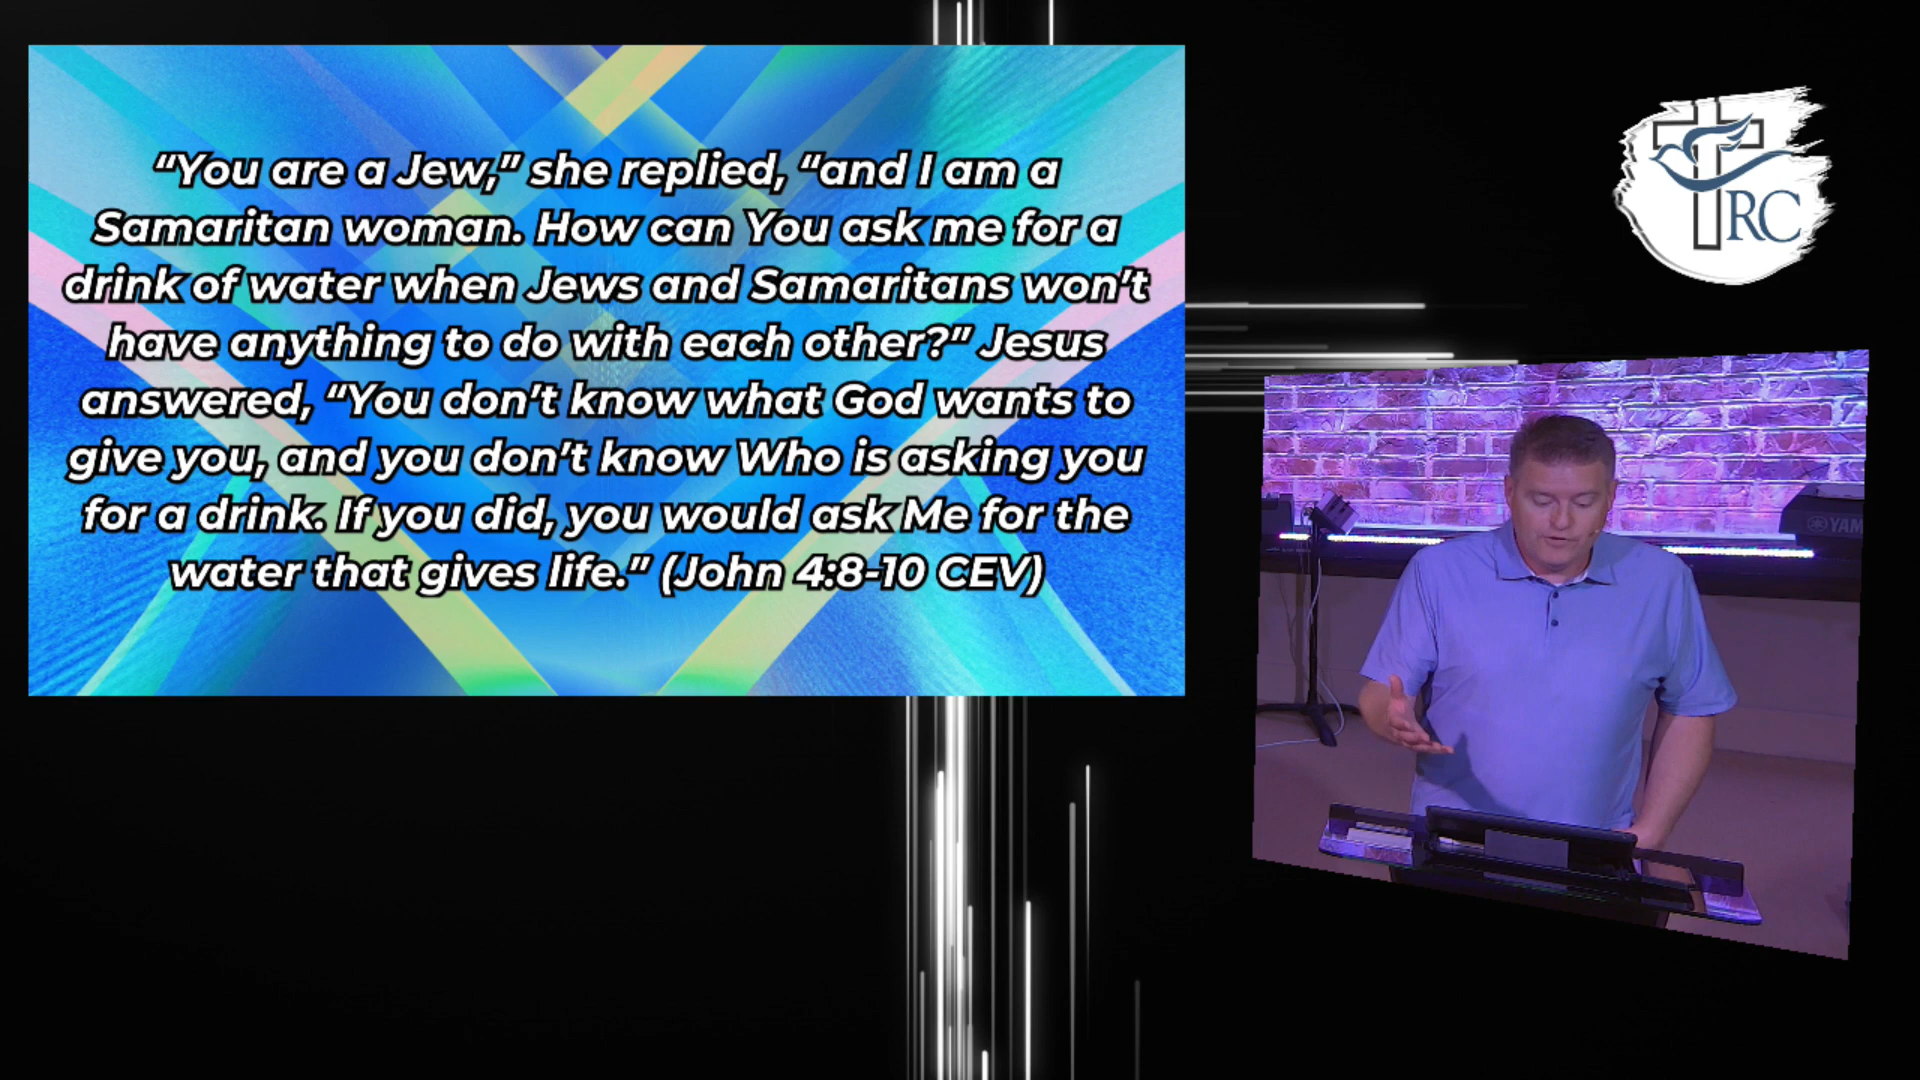 “You are a Jew,” she replied, “and I am a
Samaritan woman. How can You ask me for a
drink of water when Jews and Samaritans won’t
have anything to do with each other?” Jesus
answered, “You don’t know what God wants to
give you, and you don’t know Who is asking you
for a drink. If you did, you would ask Me for the
water that gives life.” (John 4:8-10 CEV)
RC